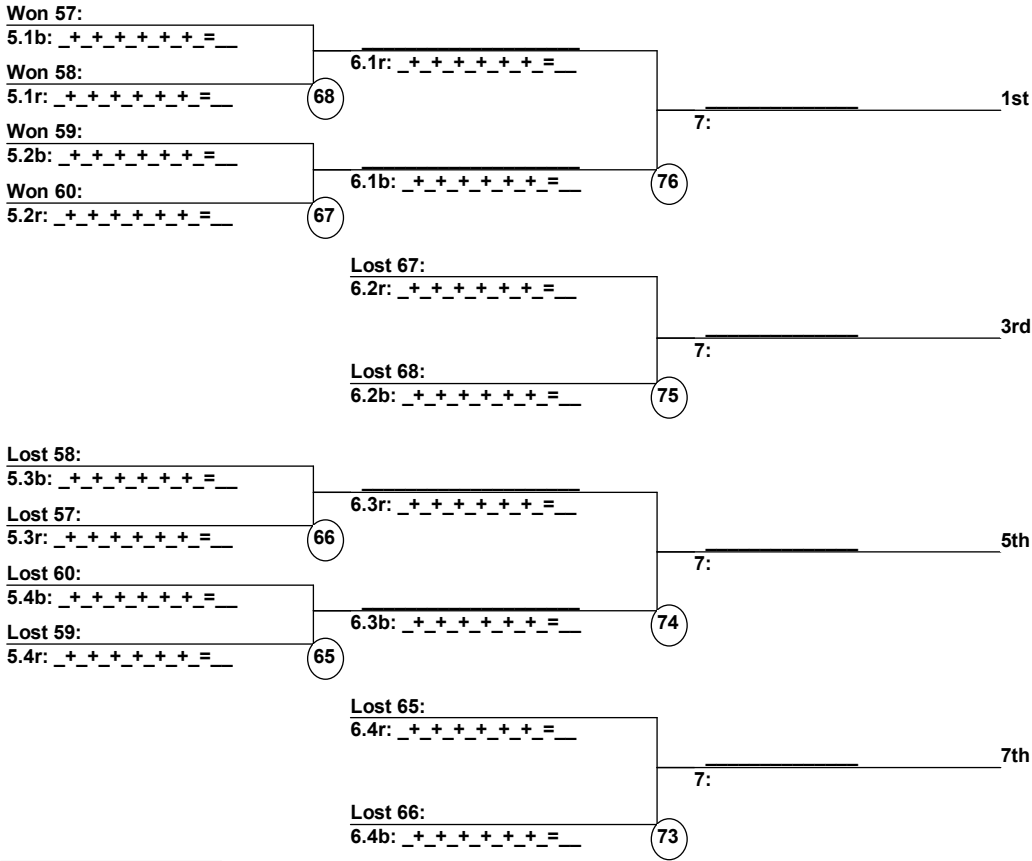 Won 57:
5.1b: _+_+_+_+_+_=__
6.1r: _+_+_+_+_+_=__
Won 58:
5.1r: _+_+_+_+_+_=__
68
1st
7:
Won 59:
5.2b: _+_+_+_+_+_=__
6.1b: _+_+_+_+_+_=__
76
Won 60:
5.2r: _+_+_+_+_+_=__
67
Lost 67:
6.2r: _+_+_+_+_+_=__
3rd
7:
Lost 68:
6.2b: _+_+_+_+_+_=__
75
Lost 58:
5.3b: _+_+_+_+_+_=__
6.3r: _+_+_+_+_+_=__
Lost 57:
5.3r: _+_+_+_+_+_=__
66
5th
7:
Lost 60:
5.4b: _+_+_+_+_+_=__
6.3b: _+_+_+_+_+_=__
74
Lost 59:
5.4r: _+_+_+_+_+_=__
65
Lost 65:
6.4r: _+_+_+_+_+_=__
7th
7:
Lost 66:
6.4b: _+_+_+_+_+_=__
73